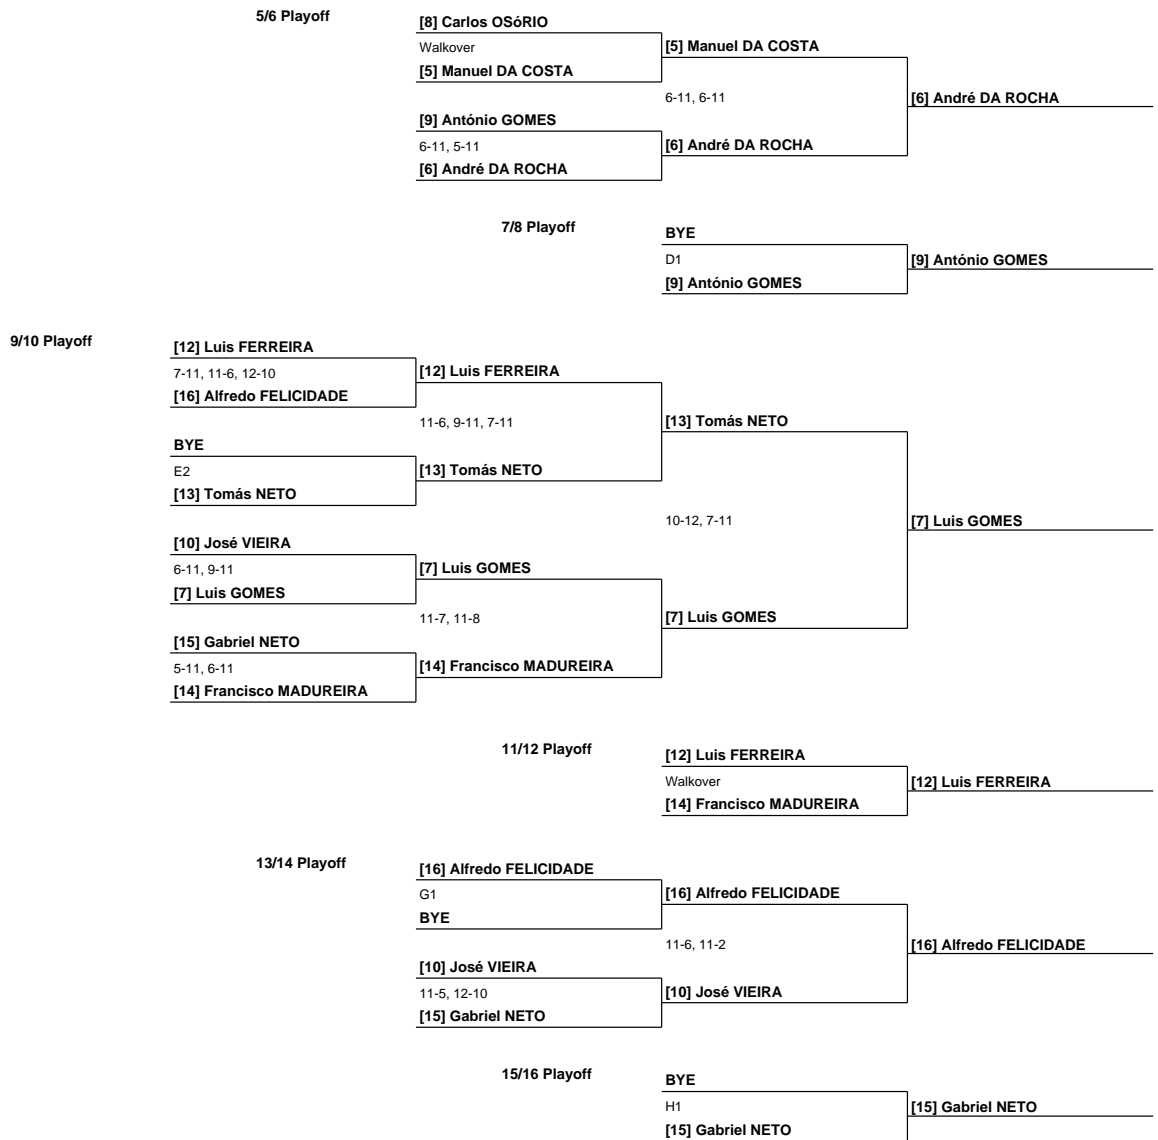 5/6 Playoff
[8] Carlos OSóRIO
Walkover
[5] Manuel DA COSTA
[5] Manuel DA COSTA
6-11, 6-11
[6] André DA ROCHA
[9] António GOMES
6-11, 5-11
[6] André DA ROCHA
[6] André DA ROCHA
7/8 Playoff
BYE
D1
[9] António GOMES
[9] António GOMES
9/10 Playoff
[12] Luis FERREIRA
7-11, 11-6, 12-10
[16] Alfredo FELICIDADE
[12] Luis FERREIRA
11-6, 9-11, 7-11
[13] Tomás NETO
BYE
E2
[13] Tomás NETO
[13] Tomás NETO
10-12, 7-11
[7] Luis GOMES
[10] José VIEIRA
6-11, 9-11
[7] Luis GOMES
[7] Luis GOMES
11-7, 11-8
[7] Luis GOMES
[15] Gabriel NETO
5-11, 6-11
[14] Francisco MADUREIRA
[14] Francisco MADUREIRA
11/12 Playoff
[12] Luis FERREIRA
Walkover
[14] Francisco MADUREIRA
[12] Luis FERREIRA
13/14 Playoff
[16] Alfredo FELICIDADE
G1
BYE
[16] Alfredo FELICIDADE
11-6, 11-2
[16] Alfredo FELICIDADE
[10] José VIEIRA
11-5, 12-10
[15] Gabriel NETO
[10] José VIEIRA
15/16 Playoff
BYE
H1
[15] Gabriel NETO
[15] Gabriel NETO